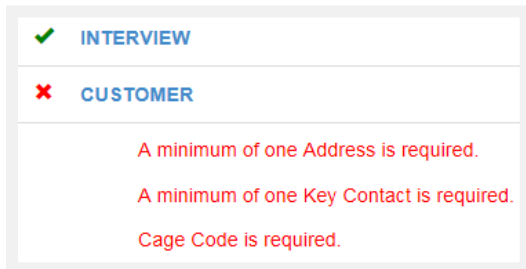 INTERVIEW
CUSTOMER
A minimum of one Address is required.
A minimum of one Key Contact is required.
Cage Code is required.